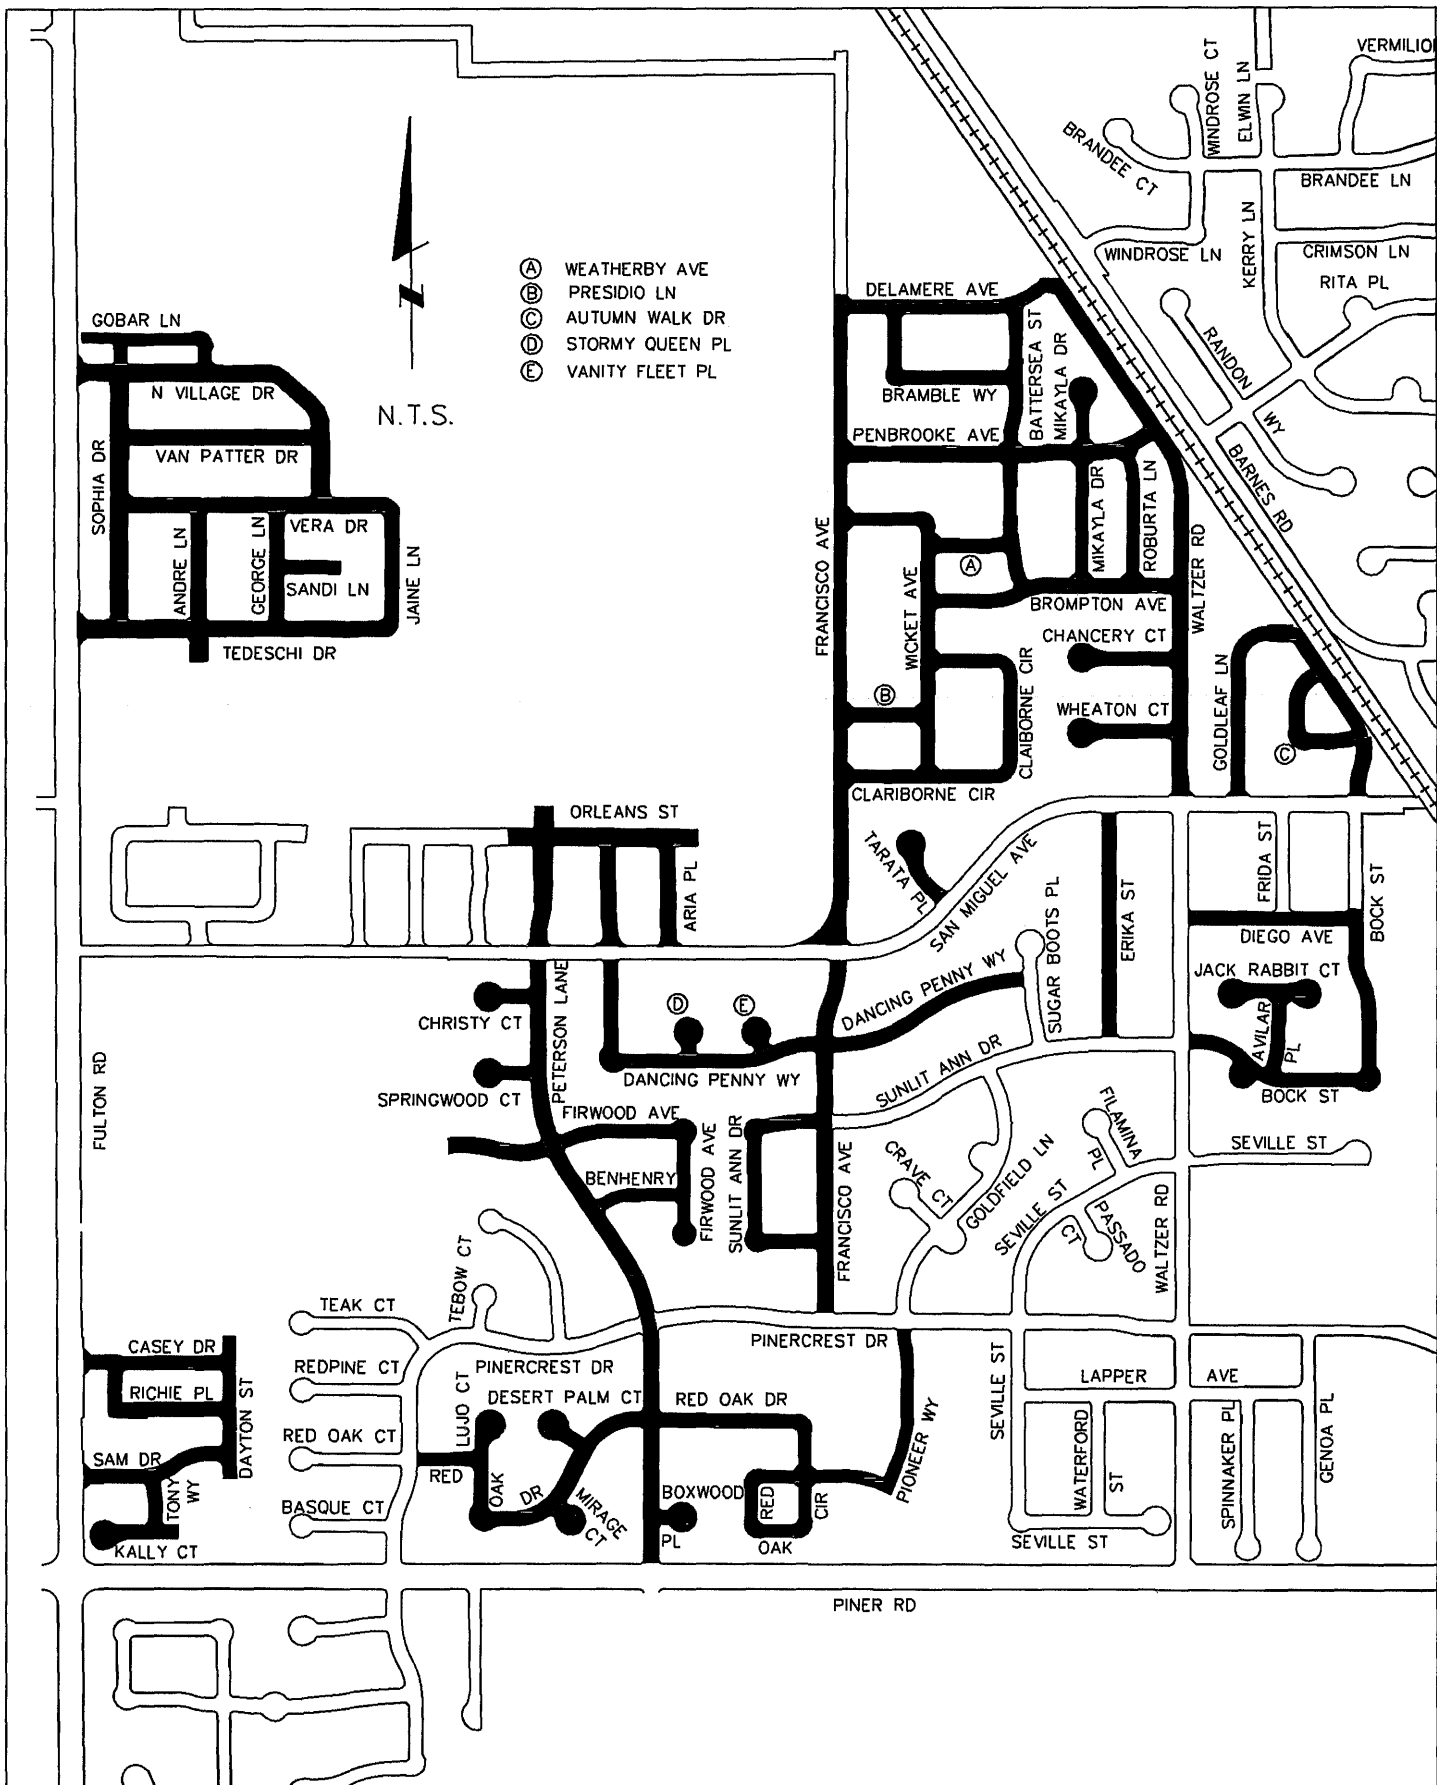 VERMILIO
WINDROSE CT
ELWIN LN
BRANDEE CT
BRANDEE LN
KERRY LN
WINDROSE LN
CRIMSON LN
RITA PL
Ⓐ WEATHERBY AVE
Ⓑ PRESIDIO LN
Ⓒ AUTUMN WALK DR
Ⓓ STORMY QUEEN PL
Ⓔ VANITY FLEET PL
N.T.S.
GOBAR LN
N VILLAGE DR
VAN PATTER DR
SOPHIA DR
VERA DR
ANDRE LN
GEORGE LN
SANDI LN
JAINE LN
TEDESCHI DR
DELAMERE AVE
BATTERSEA ST
MIKAYLA DR
BRAMBLE WY
PENBROOKE AVE
RANDON
WY
BARNES RD
MIKAYLA DR
ROBURTA LN
WALTZER RD
FRANCISCO AVE
WICKET AVE
Ⓐ
BROMPTON AVE
CHANCERY CT
CLAIBORNE CIR
WHEATON CT
GOLDLEAF LN
Ⓑ
Ⓒ
CLARIBORNE CIR
ORLEANS ST
ARIA PL
TARATA PL
SAN MIGUEL AVE
SUGAR BOOTS PL
ERIKA ST
FRIDA ST
BOCK ST
DIEGO AVE
JACK RABBIT CT
AVILAR
PL
BOCK ST
CHRISTY CT
PETERSON LANE
Ⓓ
Ⓔ
DANCING PENNY WY
DANCING PENNY WY
SPRINGWOOD CT
FULTON RD
SUNLIT ANN DR
FIRWOOD AVE
FIRWOOD AVE
BENHENRY
SUNLIT ANN DR
FRANCISCO AVE
CRAVE CT
GOLDFIELD LN
FILAMINA
PL
SEVILLE ST
SEVILLE ST
PASSADO
CT
WALTZER RD
TEBOW CT
TEAK CT
PINERCREST DR
PINERCREST DR
CASEY DR
RICHIE PL
DAYTON ST
REDPINE CT
LUJO CT
DESERT PALM CT
RED OAK DR
SEVILLE ST
LAPPER
AVE
RED OAK CT
SAM DR
TONY
WY
RED
OAK
DR
MIRAGE
CT
BOXWOOD
PL
RED
CIR
OAK
PIONEER WY
WATERFORD
ST
SPINNAKER PL
GENOA PL
BASQUE CT
KALLY CT
SEVILLE ST
PINER RD